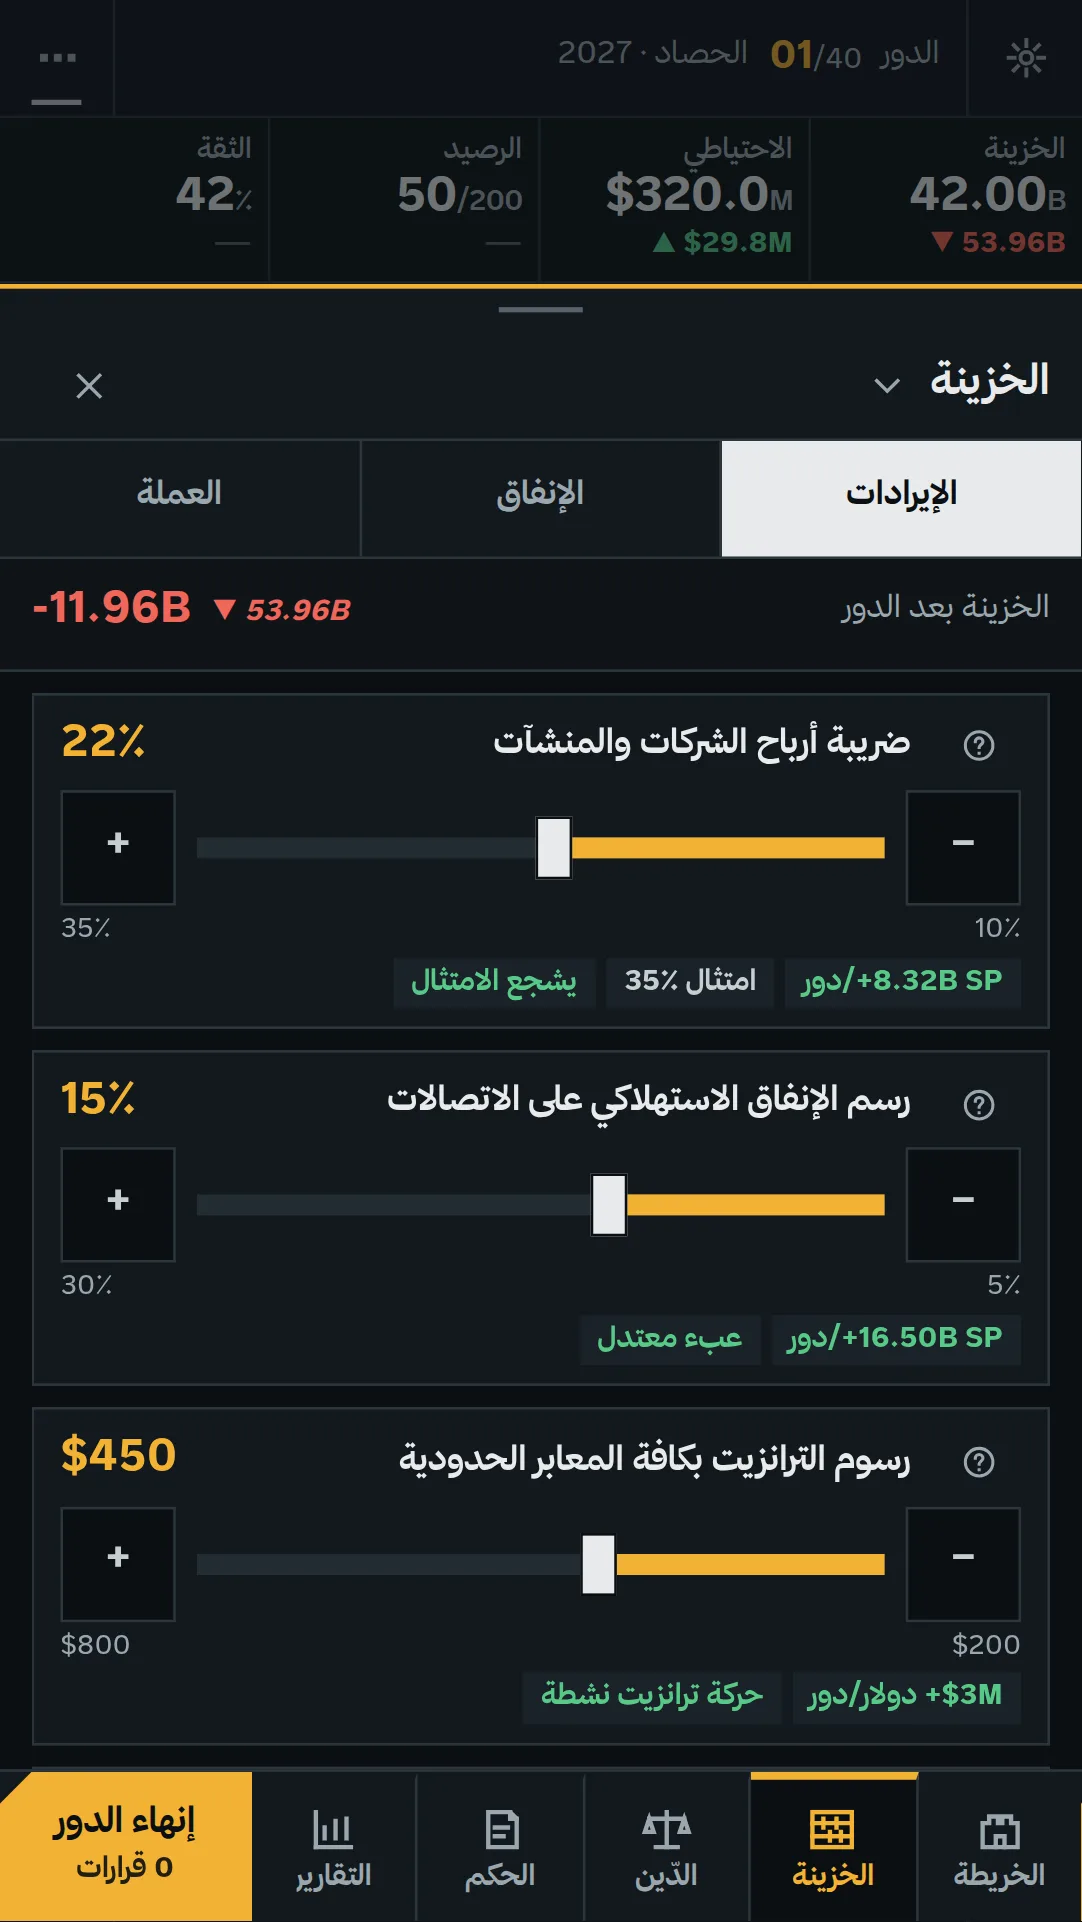 الدور 01/40 الحصاد · 2027
...
الخزينة
42.00B
▼ 53.96B
الاحتياطي
$320.0M
▲ $29.8M
الرصيد
50/200
—
الثقة
42٪
—
الخزينة
الإيرادات
الإنفاق
العملة
الخزينة بعد الدور
-11.96B ▼ 53.96B
ضريبة أرباح الشركات والمنشآت
22٪
−
+
10٪
35٪
+8.32B SP/دور
امتثال 35٪
يشجع الامتثال
رسم الإنفاق الاستهلاكي على الاتصالات
15٪
−
+
5٪
30٪
+16.50B SP/دور
عبء معتدل
رسوم الترانزيت بكافة المعابر الحدودية
$450
−
+
$200
$800
+$3M دولار/دور
حركة ترانزيت نشطة
الخريطة
الخزينة
الدّين
الحكم
التقارير
إنهاء الدور
0 قرارات